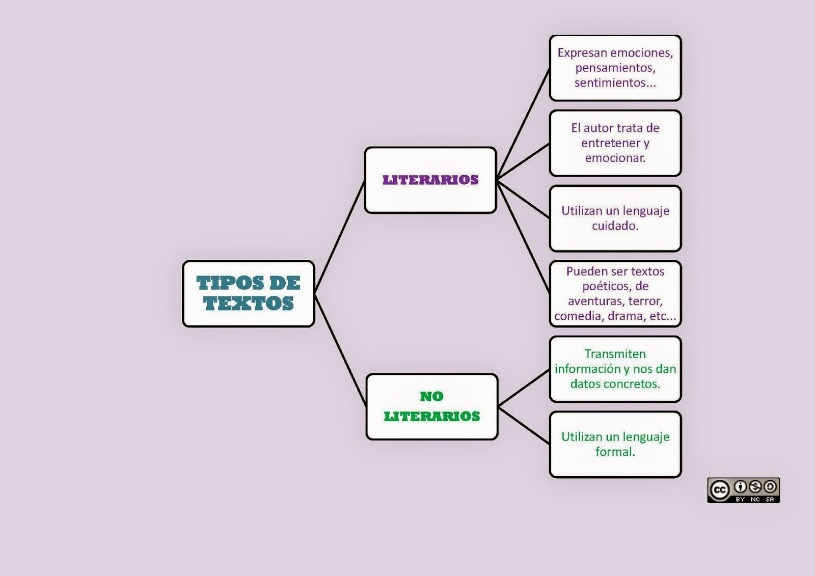 Expresan emociones,
pensamientos,
sentimientos...
El autor trata de
entretener y
emocionar.
LITERARIOS
Utilizan un lenguaje
cuidado.
Pueden ser textos
poéticos, de
aventuras, terror,
comedia, drama, etc...
TIPOS DE
TEXTOS
Transmiten
información y nos dan
datos concretos.
NO
LITERARIOS
Utilizan un lenguaje
formal.
cc
BY NC SA